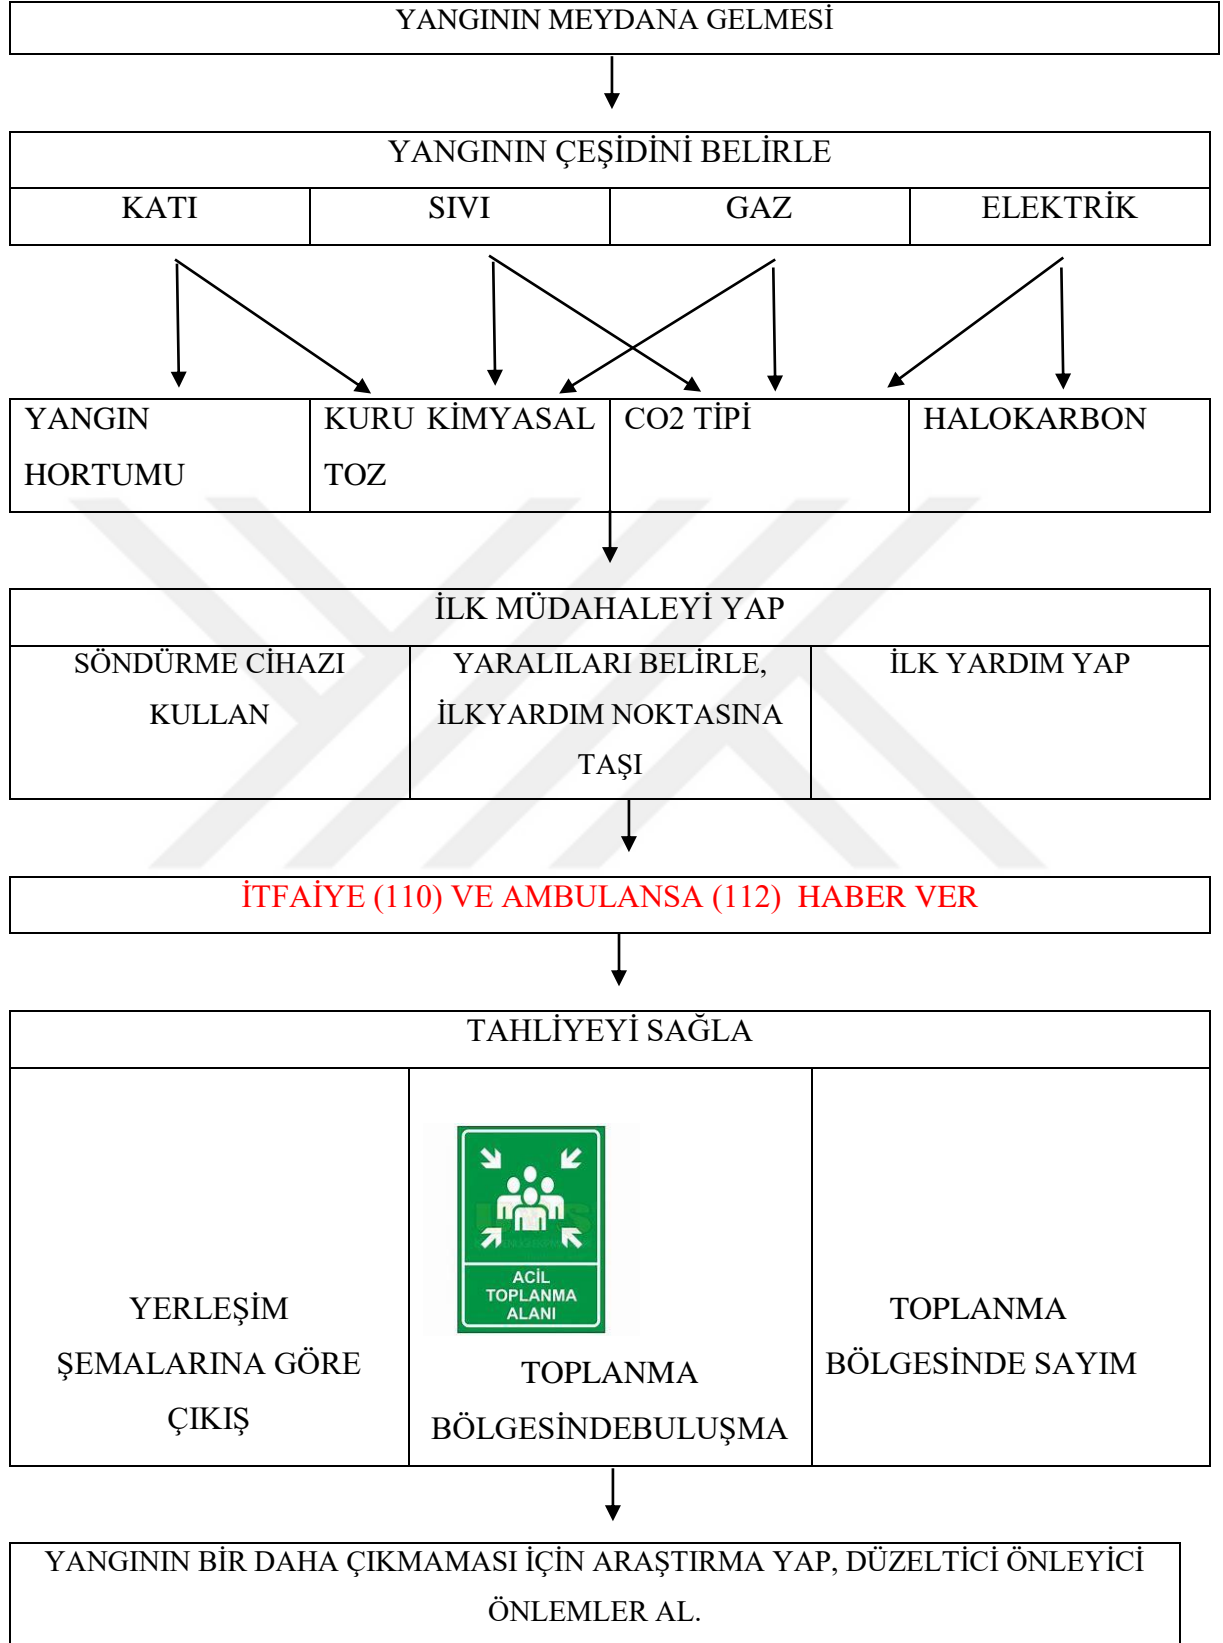 YANGININ MEYDANA GELMESİ
YANGININ ÇEŞİDİNİ BELİRLE
KATI
SIVI
GAZ
ELEKTRİK
YANGIN
HORTUMU
KURU KİMYASAL
TOZ
CO2 TİPİ
HALOKARBON
İLK MÜDAHALEYİ YAP
SÖNDÜRME CİHAZI
KULLAN
YARALILARI BELİRLE,
İLKYARDIM NOKTASINA
TAŞI
İLK YARDIM YAP
İTFAİYE (110) VE AMBULANSA (112) HABER VER
TAHLİYEYİ SAĞLA
YERLEŞİM
ŞEMALARINA GÖRE
ÇIKIŞ
ACİL
TOPLANMA
ALANI
TOPLANMA
BÖLGESİNDEBULUŞMA
TOPLANMA
BÖLGESİNDE SAYIM
YANGININ BİR DAHA ÇIKMAMASI İÇİN ARAŞTIRMA YAP, DÜZELTİCİ ÖNLEYİCİ
ÖNLEMLER AL.